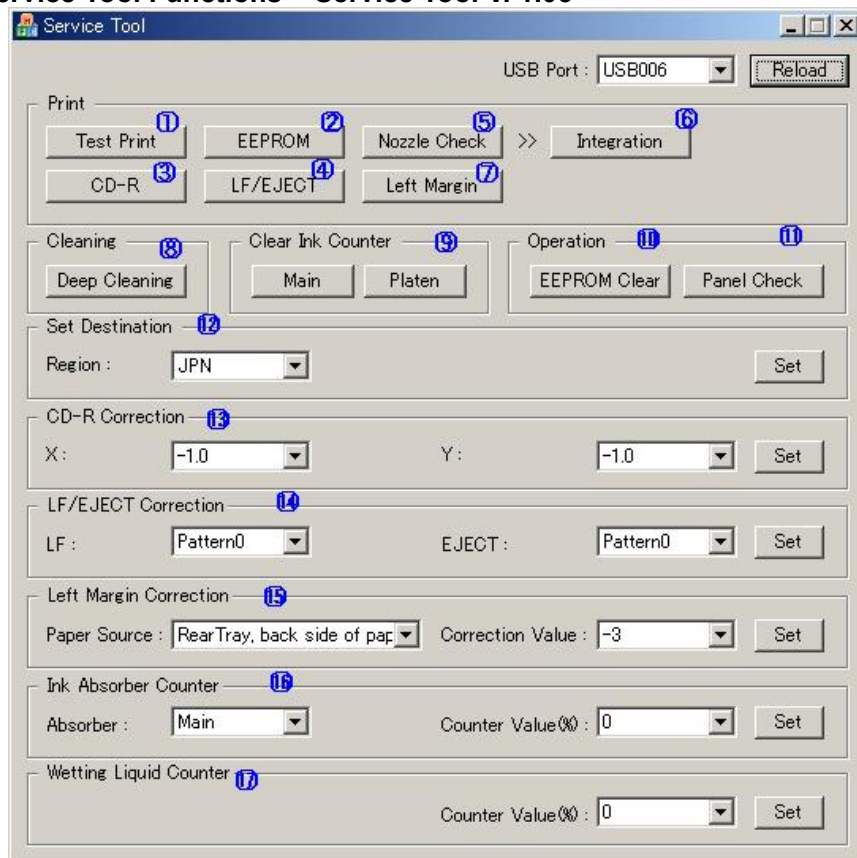 Service Tool
USB Port : USB006 Reload
Print
① ② ⑤ ⑥
Test Print EEPROM Nozzle Check >> Integration
③ ④ ⑦
CD-R LF/EJECT Left Margin
Cleaning ⑧ Clear Ink Counter ⑨ Operation ⑩ ⑪
Deep Cleaning Main Platen EEPROM Clear Panel Check
Set Destination ⑫
Region : JPN Set
CD-R Correction ⑬
X : -1.0 Y : -1.0 Set
LF/EJECT Correction ⑭
LF : Pattern0 EJECT : Pattern0 Set
Left Margin Correction ⑮
Paper Source : RearTray, back side of pap Correction Value : -3 Set
Ink Absorber Counter ⑯
Absorber : Main Counter Value(%) : 0 Set
Wetting Liquid Counter ⑰
Counter Value(%) : 0 Set